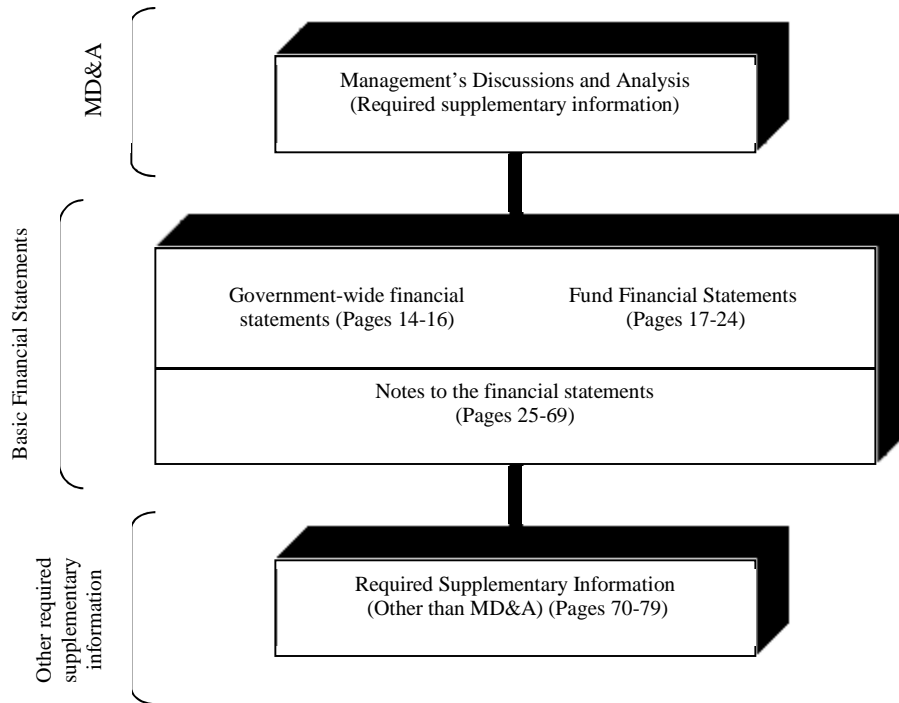 MD&A
Management’s Discussions and Analysis
(Required supplementary information)
Basic Financial Statements
Government-wide financial
statements (Pages 14-16)
Fund Financial Statements
(Pages 17-24)
Notes to the financial statements
(Pages 25-69)
Other required
supplementary
information
Required Supplementary Information
(Other than MD&A) (Pages 70-79)